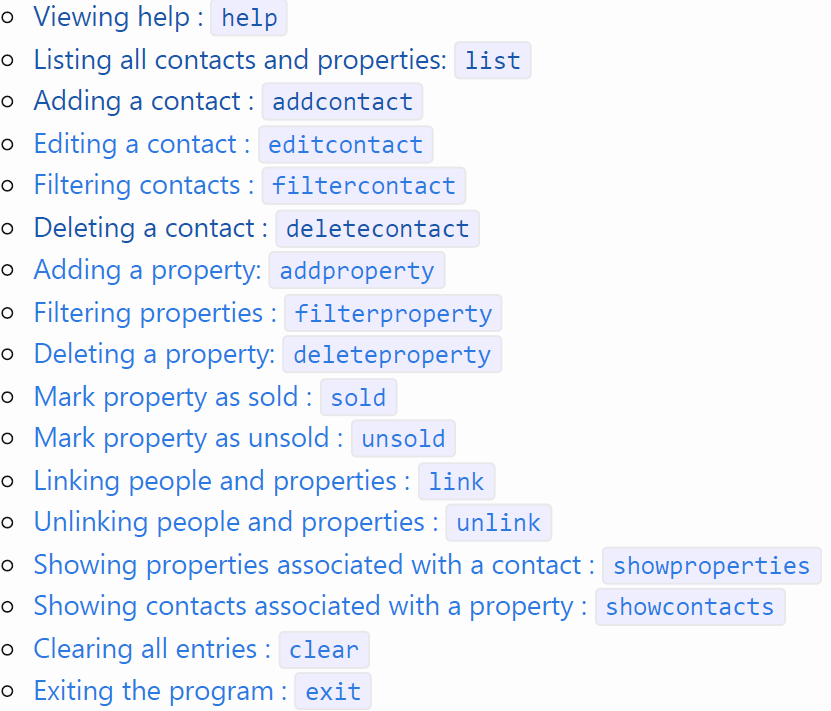 Viewing help : help
Listing all contacts and properties: list
Adding a contact : addcontact
Editing a contact : editcontact
Filtering contacts : filtercontact
Deleting a contact : deletecontact
Adding a property: addproperty
Filtering properties : filterproperty
Deleting a property: deleteproperty
Mark property as sold : sold
Mark property as unsold : unsold
Linking people and properties : link
Unlinking people and properties : unlink
Showing properties associated with a contact : showproperties
Showing contacts associated with a property : showcontacts
Clearing all entries : clear
Exiting the program : exit